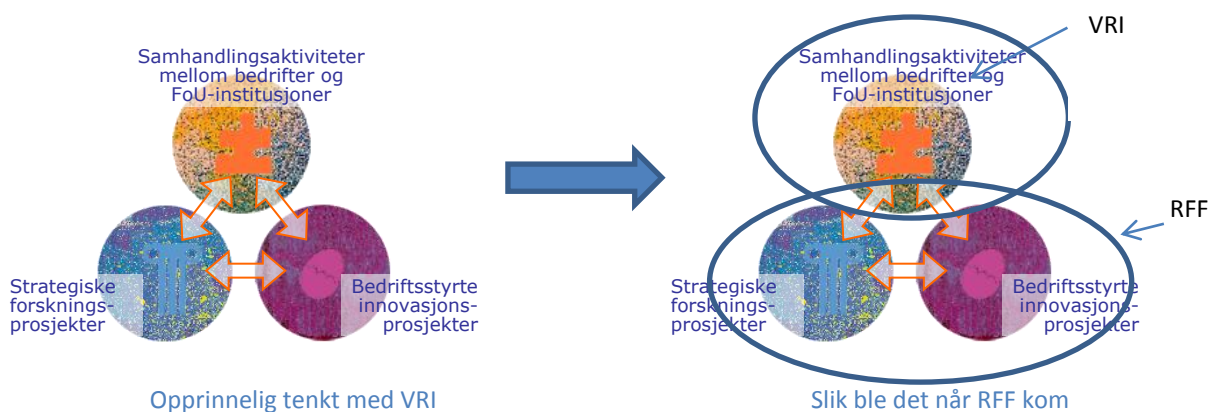 Samhandlingsaktiviteter
mellom bedrifter og
FoU-institusjoner
Strategiske
forsknings-
prosjekter
Bedriftsstyrte
innovasjons-
prosjekter
Opprinnelig tenkt med VRI
VRI
Samhandlingsaktiviteter
mellom bedrifter og
FoU-institusjoner
RFF
Strategiske
forsknings-
prosjekter
Bedriftsstyrte
innovasjons-
prosjekter
Slik ble det når RFF kom